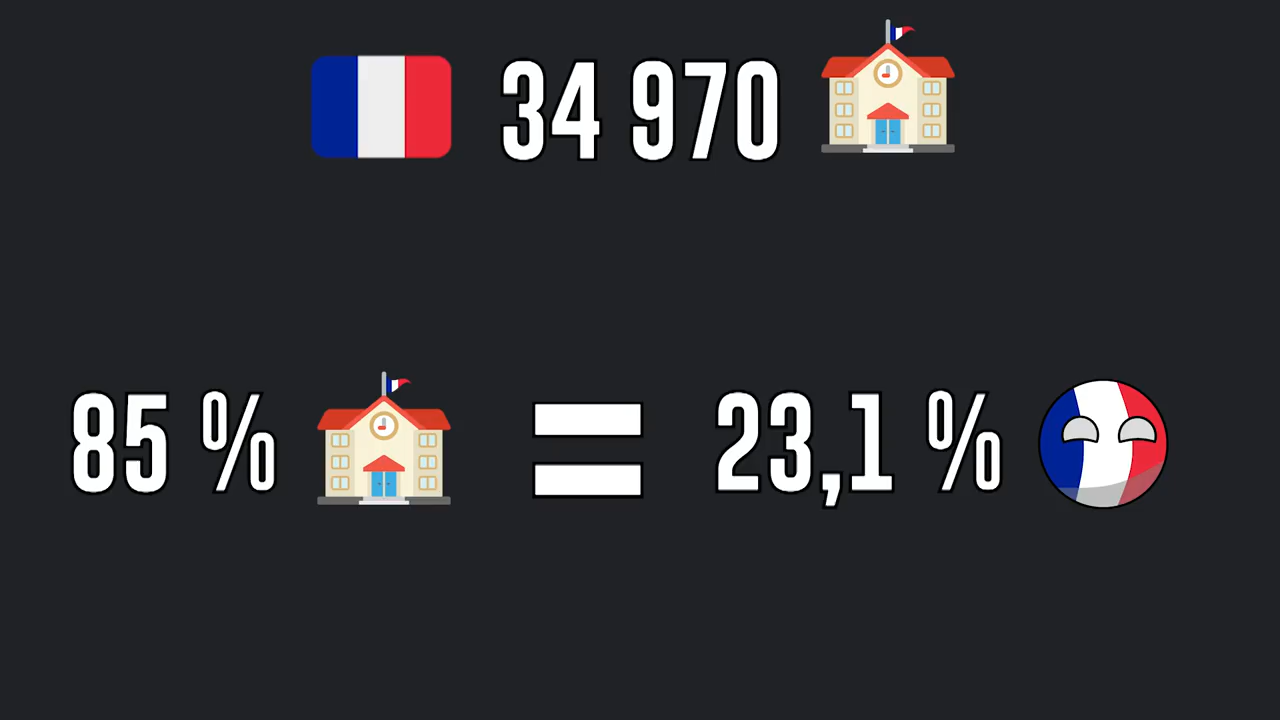 34 970
85 % = 23,1 %